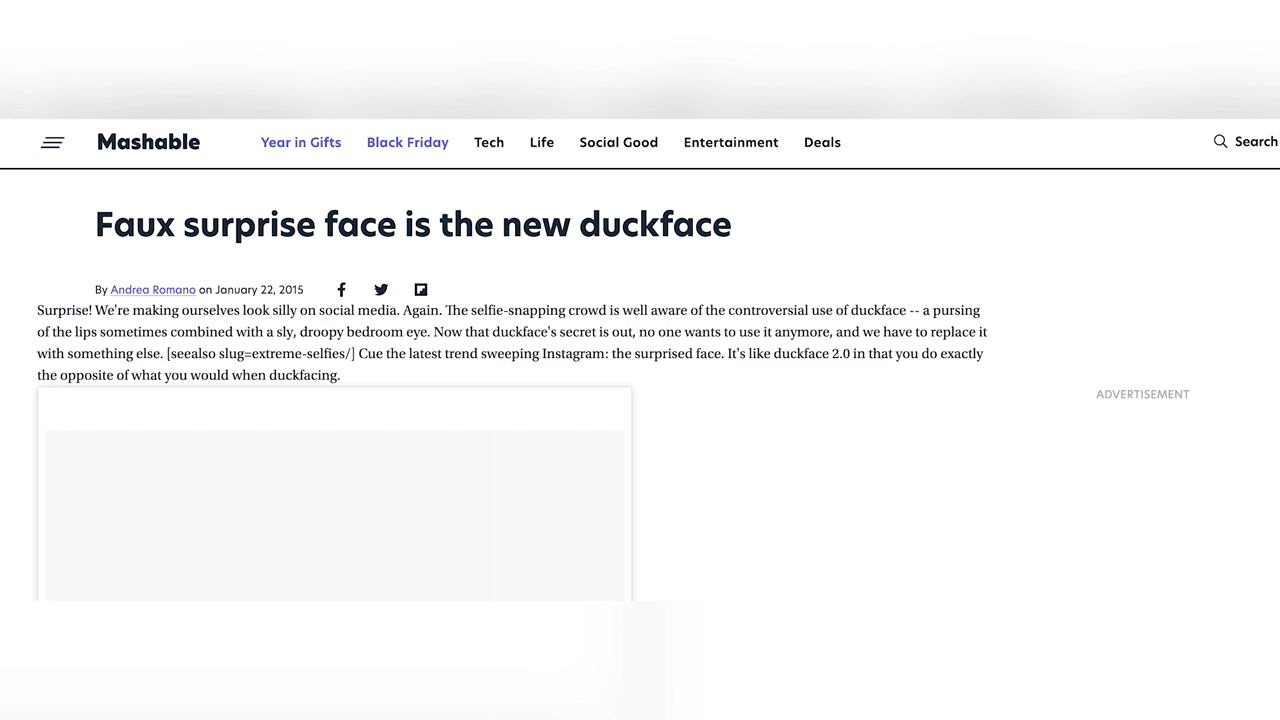 Mashable
Year in Gifts
Black Friday
Tech
Life
Social Good
Entertainment
Deals
Search
Faux surprise face is the new duckface
By Andrea Romano on January 22, 2015
Surprise! We're making ourselves look silly on social media. Again. The selfie-snapping crowd is well aware of the controversial use of duckface -- a pursing
of the lips sometimes combined with a sly, droopy bedroom eye. Now that duckface's secret is out, no one wants to use it anymore, and we have to replace it
with something else. [seealso slug=extreme-selfies/] Cue the latest trend sweeping Instagram: the surprised face. It's like duckface 2.0 in that you do exactly
the opposite of what you would when duckfacing.
ADVERTISEMENT